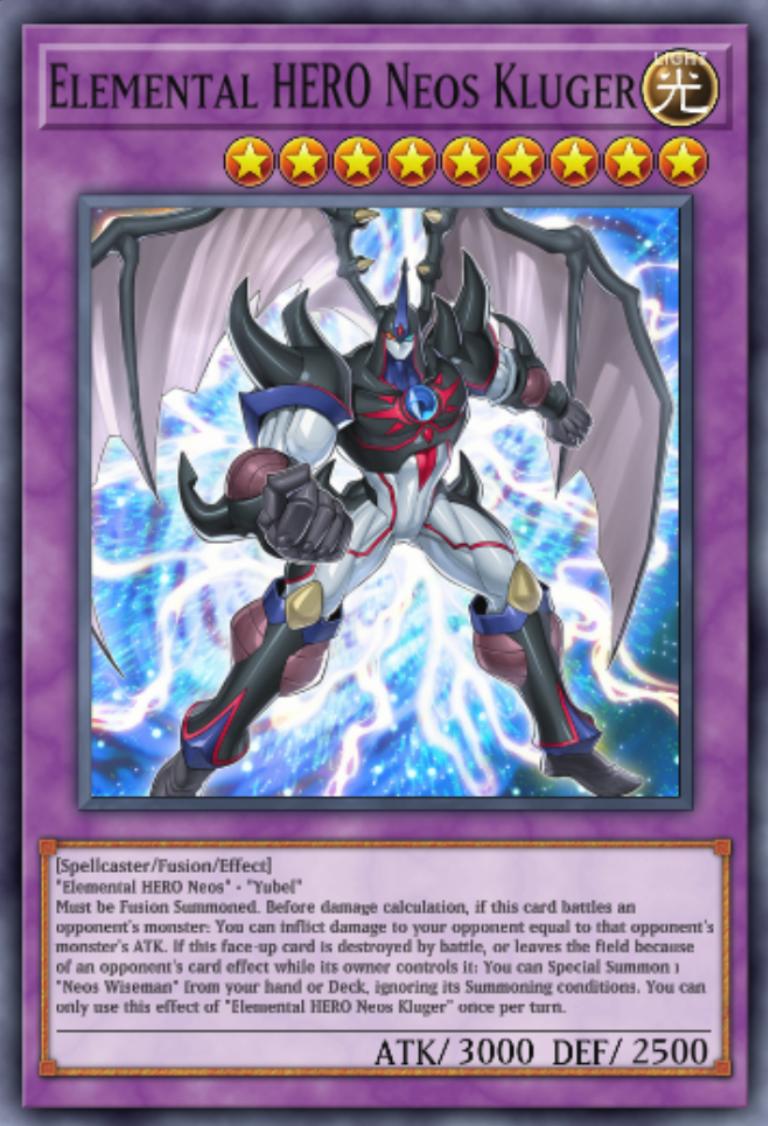 ELEMENTAL HERO NEOS KLUGER
LIGHT
光
[Spellcaster/Fusion/Effect]
"Elemental HERO Neos" + "Yubel"
Must be Fusion Summoned. Before damage calculation, if this card battles an
opponent's monster: You can inflict damage to your opponent equal to that opponent's
monster's ATK. If this face-up card is destroyed by battle, or leaves the field because
of an opponent's card effect while its owner controls it: You can Special Summon 1
"Neos Wiseman" from your hand or Deck, ignoring its Summoning conditions. You can
only use this effect of "Elemental HERO Neos Kluger" once per turn.
ATK/ 3000 DEF/ 2500